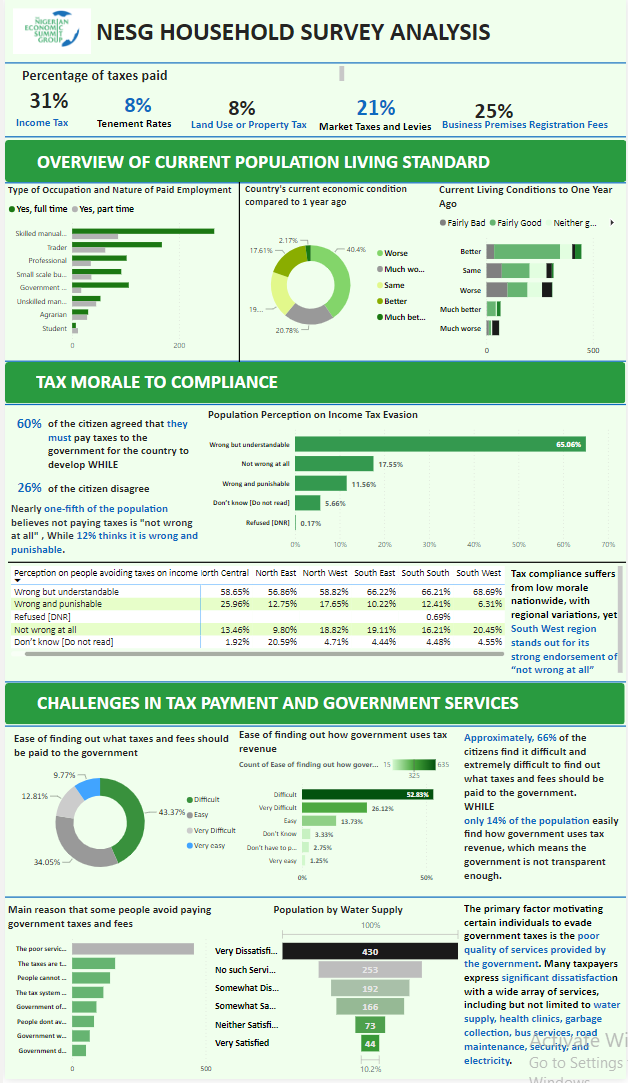 THE NIGERIAN
ECONOMIC
SUMMIT
GROUP
NESG HOUSEHOLD SURVEY ANALYSIS
Percentage of taxes paid
31%
Income Tax
8%
Tenement Rates
8%
Land Use or Property Tax
21%
Market Taxes and Levies
25%
Business Premises Registration Fees
OVERVIEW OF CURRENT POPULATION LIVING STANDARD
Type of Occupation and Nature of Paid Employment
Yes, full time Yes, part time
Skilled manual...
Trader
Professional
Small scale bu...
Government ...
Unskilled man...
Agrarian
Student
0 200
Country's current economic condition
compared to 1 year ago
2.17%
17.61%
40.4%
19....
20.78%
Worse
Much wo...
Same
Better
Much bet...
Current Living Conditions to One Year
Ago
Fairly Bad Fairly Good Neither g...
Better
Same
Worse
Much better
Much worse
0 500
TAX MORALE TO COMPLIANCE
60% of the citizen agreed that they
must pay taxes to the
government for the country to
develop WHILE
26% of the citizen disagree
Nearly one-fifth of the population
believes not paying taxes is "not wrong
at all" , While 12% thinks it is wrong and
punishable.
Population Perception on Income Tax Evasion
Wrong but understandable 65.06%
Not wrong at all 17.55%
Wrong and punishable 11.56%
Don't know [Do not read] 5.66%
Refused [DNR] 0.17%
0% 10% 20% 30% 40% 50% 60% 70%
Perception on people avoiding taxes on income orth Central North East North West South East South South South West
Wrong but understandable 58.65% 56.86% 58.82% 66.22% 66.21% 68.69%
Wrong and punishable 25.96% 12.75% 17.65% 10.22% 12.41% 6.31%
Refused [DNR] 0.69%
Not wrong at all 13.46% 9.80% 18.82% 19.11% 16.21% 20.45%
Don't know [Do not read] 1.92% 20.59% 4.71% 4.44% 4.48% 4.55%
Tax compliance suffers
from low morale
nationwide, with
regional variations, yet
South West region
stands out for its
strong endorsement of
“not wrong at all”
CHALLENGES IN TAX PAYMENT AND GOVERNMENT SERVICES
Ease of finding out what taxes and fees should
be paid to the government
9.77%
12.81%
43.37%
34.05%
Difficult
Easy
Very Difficult
Very easy
Ease of finding out how government uses tax
revenue
Count of Ease of finding out how gover... 15 635
325
Difficult 52.83%
Very Difficult 26.12%
Easy 13.73%
Don't Know 3.33%
Don't have to p... 2.75%
Very easy 1.25%
0% 50%
Approximately, 66% of the
citizens find it difficult and
extremely difficult to find out
what taxes and fees should be
paid to the government.
WHILE
only 14% of the population easily
find how government uses tax
revenue, which means the
government is not transparent
enough.
Main reason that some people avoid paying
government taxes and fees
The poor servic...
The taxes are t...
People cannot ...
The tax system ...
Government of...
People dont av...
Government w...
Government d...
0 500
Population by Water Supply
100%
Very Dissatisfi... 430
No such Servi... 253
Somewhat Dis... 192
Somewhat Sa... 166
Neither Satisfi... 73
Very Satisfied 44
10.2%
The primary factor motivating
certain individuals to evade
government taxes is the poor
quality of services provided by
the government. Many taxpayers
express significant dissatisfaction
with a wide array of services,
including but not limited to water
supply, health clinics, garbage
collection, bus services, road
maintenance, security, and
electricity.
Activate Wi
Go to Settings
Windows.